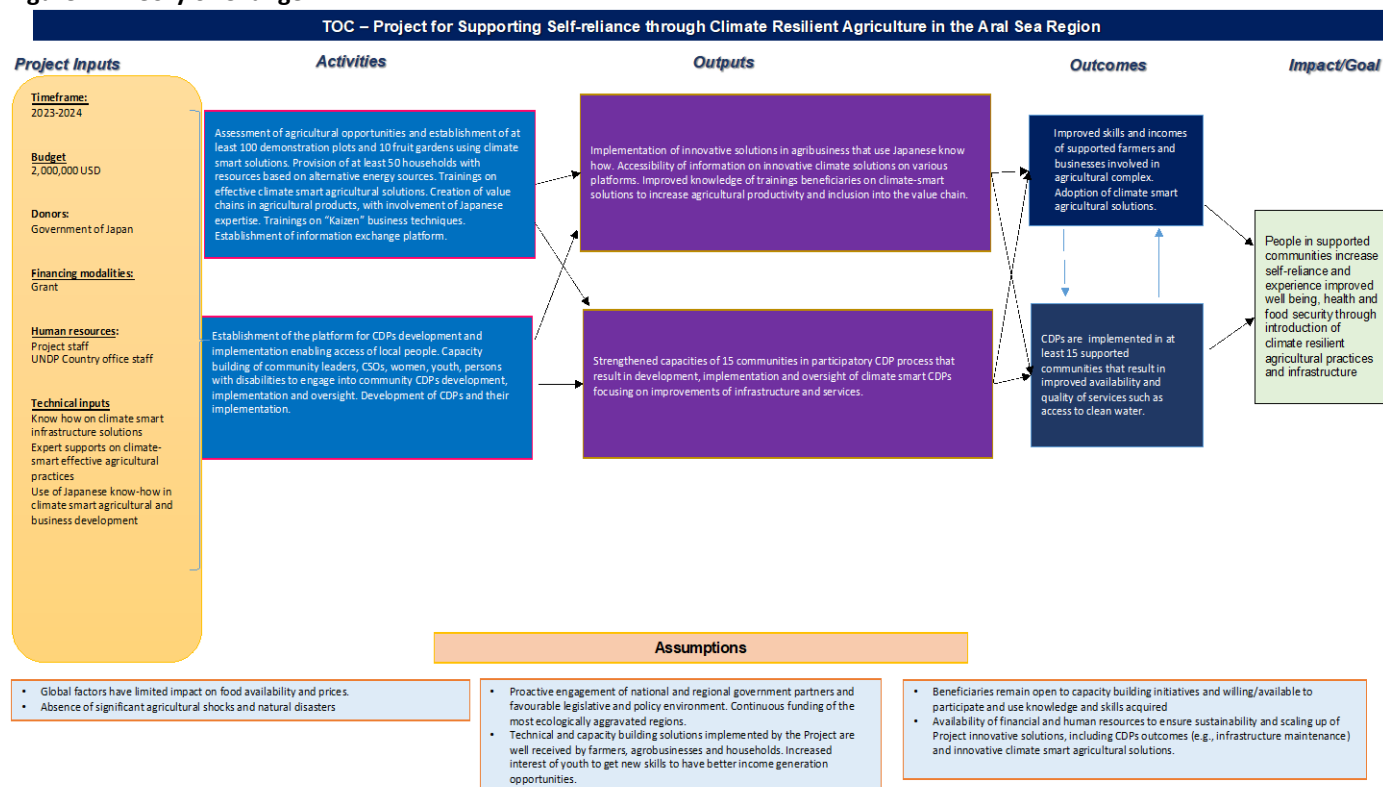 TOC – Project for Supporting Self-reliance through Climate Resilient Agriculture in the Aral Sea Region
Project Inputs
Activities
Outputs
Outcomes
Impact/Goal
Timeframe:
2023-2024
Budget
2,000,000 USD
Donors:
Government of Japan
Financing modalities:
Grant
Human resources:
Project staff
UNDP Country office staff
Technical inputs
Know how on climate smart
infrastructure solutions
Expert supports on climate-
smart effective agricultural
practices
Use of Japanese know-how in
climate smart agricultural and
business development
Assessment of agricultural opportunities and establishment of at
least 100 demonstration plots and 10 fruit gardens using climate
smart solutions. Provision of at least 50 households with
resources based on alternative energy sources. Trainings on
effective climate smart agricultural solutions. Creation of value
chains in agricultural products, with involvement of Japanese
expertise. Trainings on “Kaizen” business techniques.
Establishment of information exchange platform.
Establishment of the platform for CDPs development and
implementation enabling access of local people. Capacity
building of community leaders, CSOs, women, youth, persons
with disabilities to engage into community CDPs development,
implementation and oversight. Development of CDPs and their
implementation.
Implementation of innovative solutions in agribusiness that use Japanese know
how. Accessibility of information on innovative climate solutions on various
platforms. Improved knowledge of trainings beneficiaries on climate-smart
solutions to increase agricultural productivity and inclusion into the value chain.
Strengthened capacities of 15 communities in participatory CDP process that
result in development, implementation and oversight of climate smart CDPs
focusing on improvements of infrastructure and services.
Improved skills and incomes
of supported farmers and
businesses involved in
agricultural complex.
Adoption of climate smart
agricultural solutions.
CDPs are implemented in at
least 15 supported
communities that result in
improved availability and
quality of services such as
access to clean water.
People in supported
communities increase
self-reliance and
experience improved
well being, health and
food security through
introduction of
climate resilient
agricultural practices
and infrastructure
Assumptions
• Global factors have limited impact on food availability and prices.
• Absence of significant agricultural shocks and natural disasters
• Proactive engagement of national and regional government partners and
favourable legislative and policy environment. Continuous funding of the
most ecologically aggravated regions.
• Technical and capacity building solutions implemented by the Project are
well received by farmers, agrobusinesses and households. Increased
interest of youth to get new skills to have better income generation
opportunities.
• Beneficiaries remain open to capacity building initiatives and willing/available to
participate and use knowledge and skills acquired
• Availability of financial and human resources to ensure sustainability and scaling up of
Project innovative solutions, including CDPs outcomes (e.g., infrastructure maintenance)
and innovative climate smart agricultural solutions.